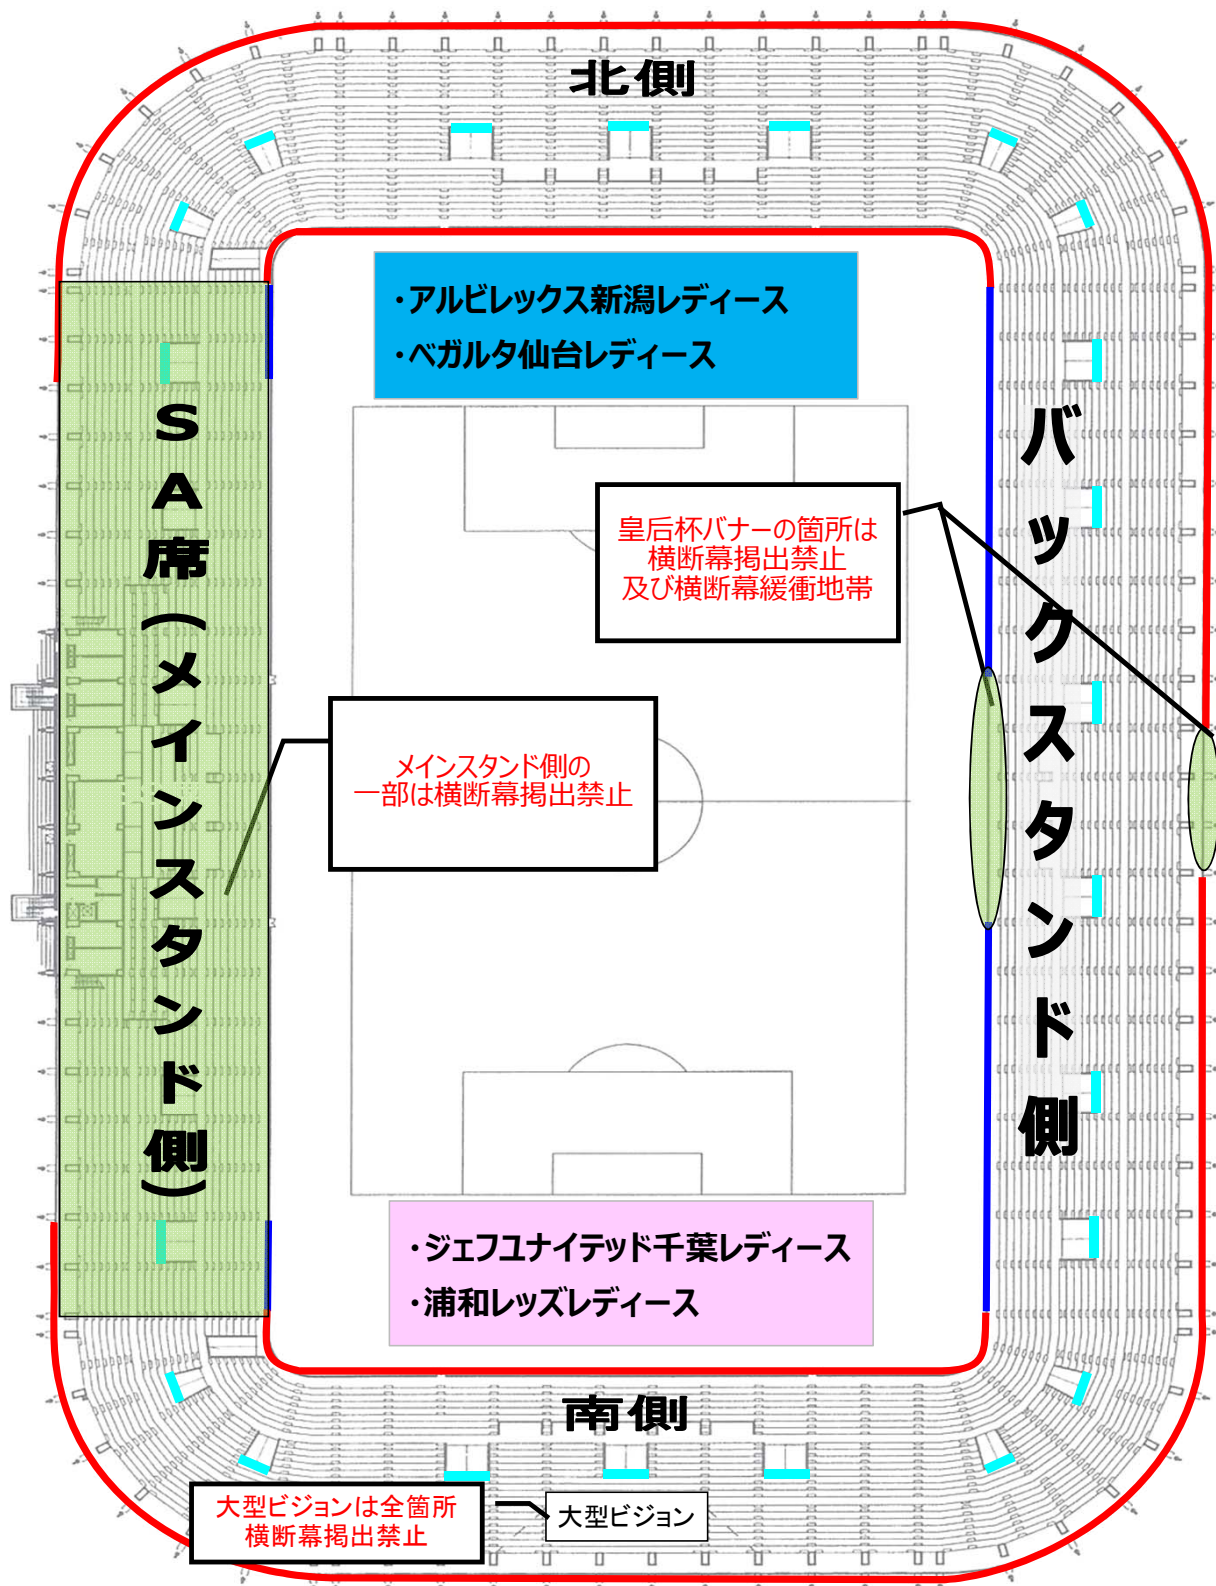 北側
・アルビレックス新潟レディース
・ベガルタ仙台レディース
SA席(メインスタンド側)
バックスタンド側
皇后杯バナーの箇所は
横断幕掲出禁止
及び横断幕緩衝地帯
メインスタンド側の
一部は横断幕掲出禁止
・ジェフユナイテッド千葉レディース
・浦和レッズレディース
南側
大型ビジョンは全箇所
横断幕掲出禁止
大型ビジョン